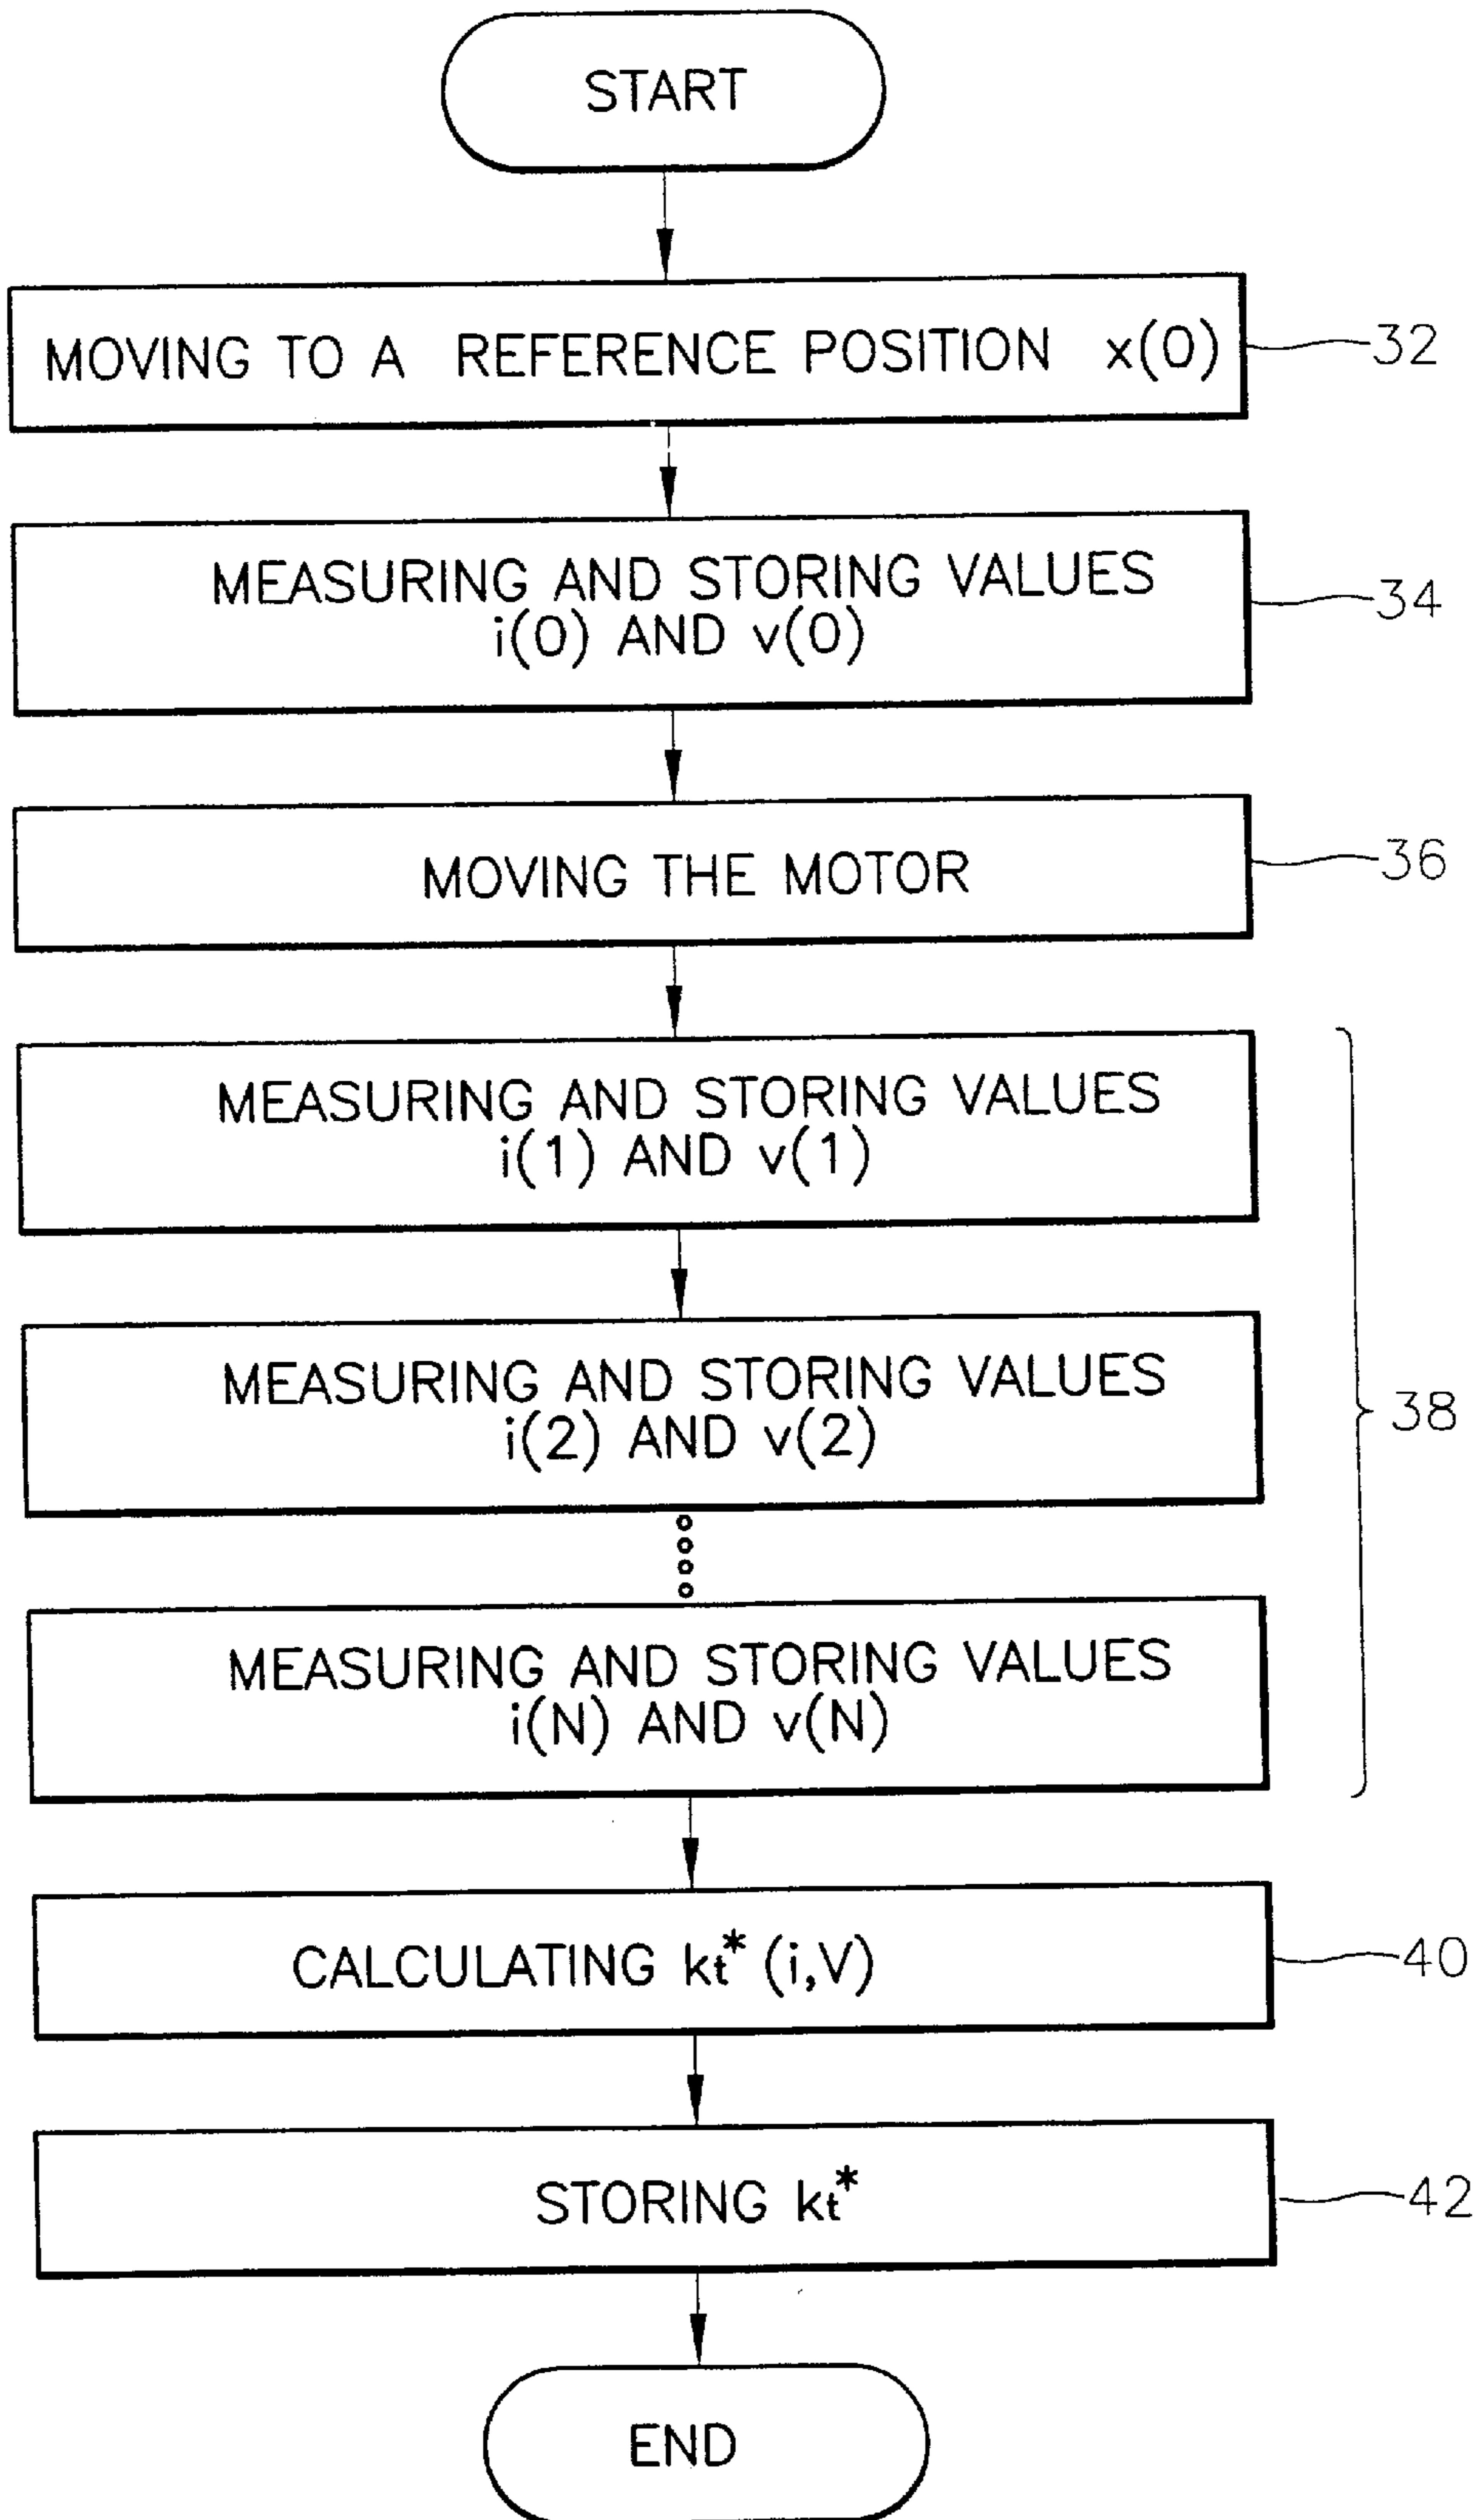 START
MOVING TO A REFERENCE POSITION x(0)
32
MEASURING AND STORING VALUES
i(0) AND v(0)
34
MOVING THE MOTOR
36
MEASURING AND STORING VALUES
i(1) AND v(1)
MEASURING AND STORING VALUES
i(2) AND v(2)
38
MEASURING AND STORING VALUES
i(N) AND v(N)
CALCULATING kt* (i,V)
40
STORING kt*
42
END